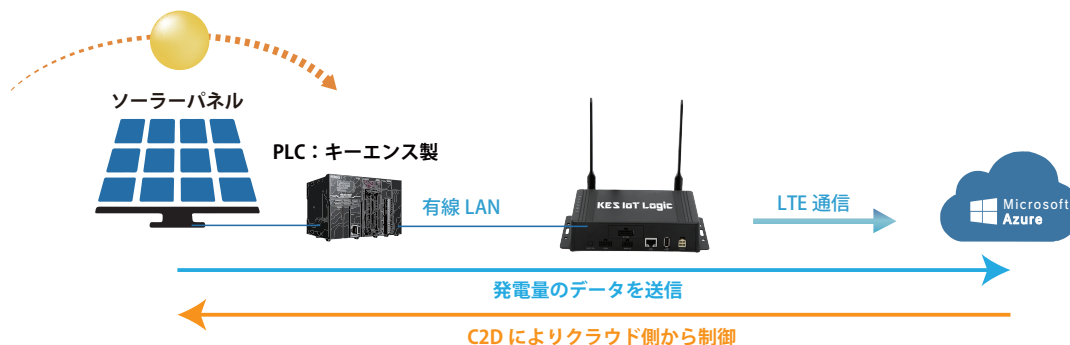 ソーラーパネル
PLC：キーエンス製
有線 LAN
KES IoT Logic
LTE 通信
Microsoft
Azure
発電量のデータを送信
C2D によりクラウド側から制御